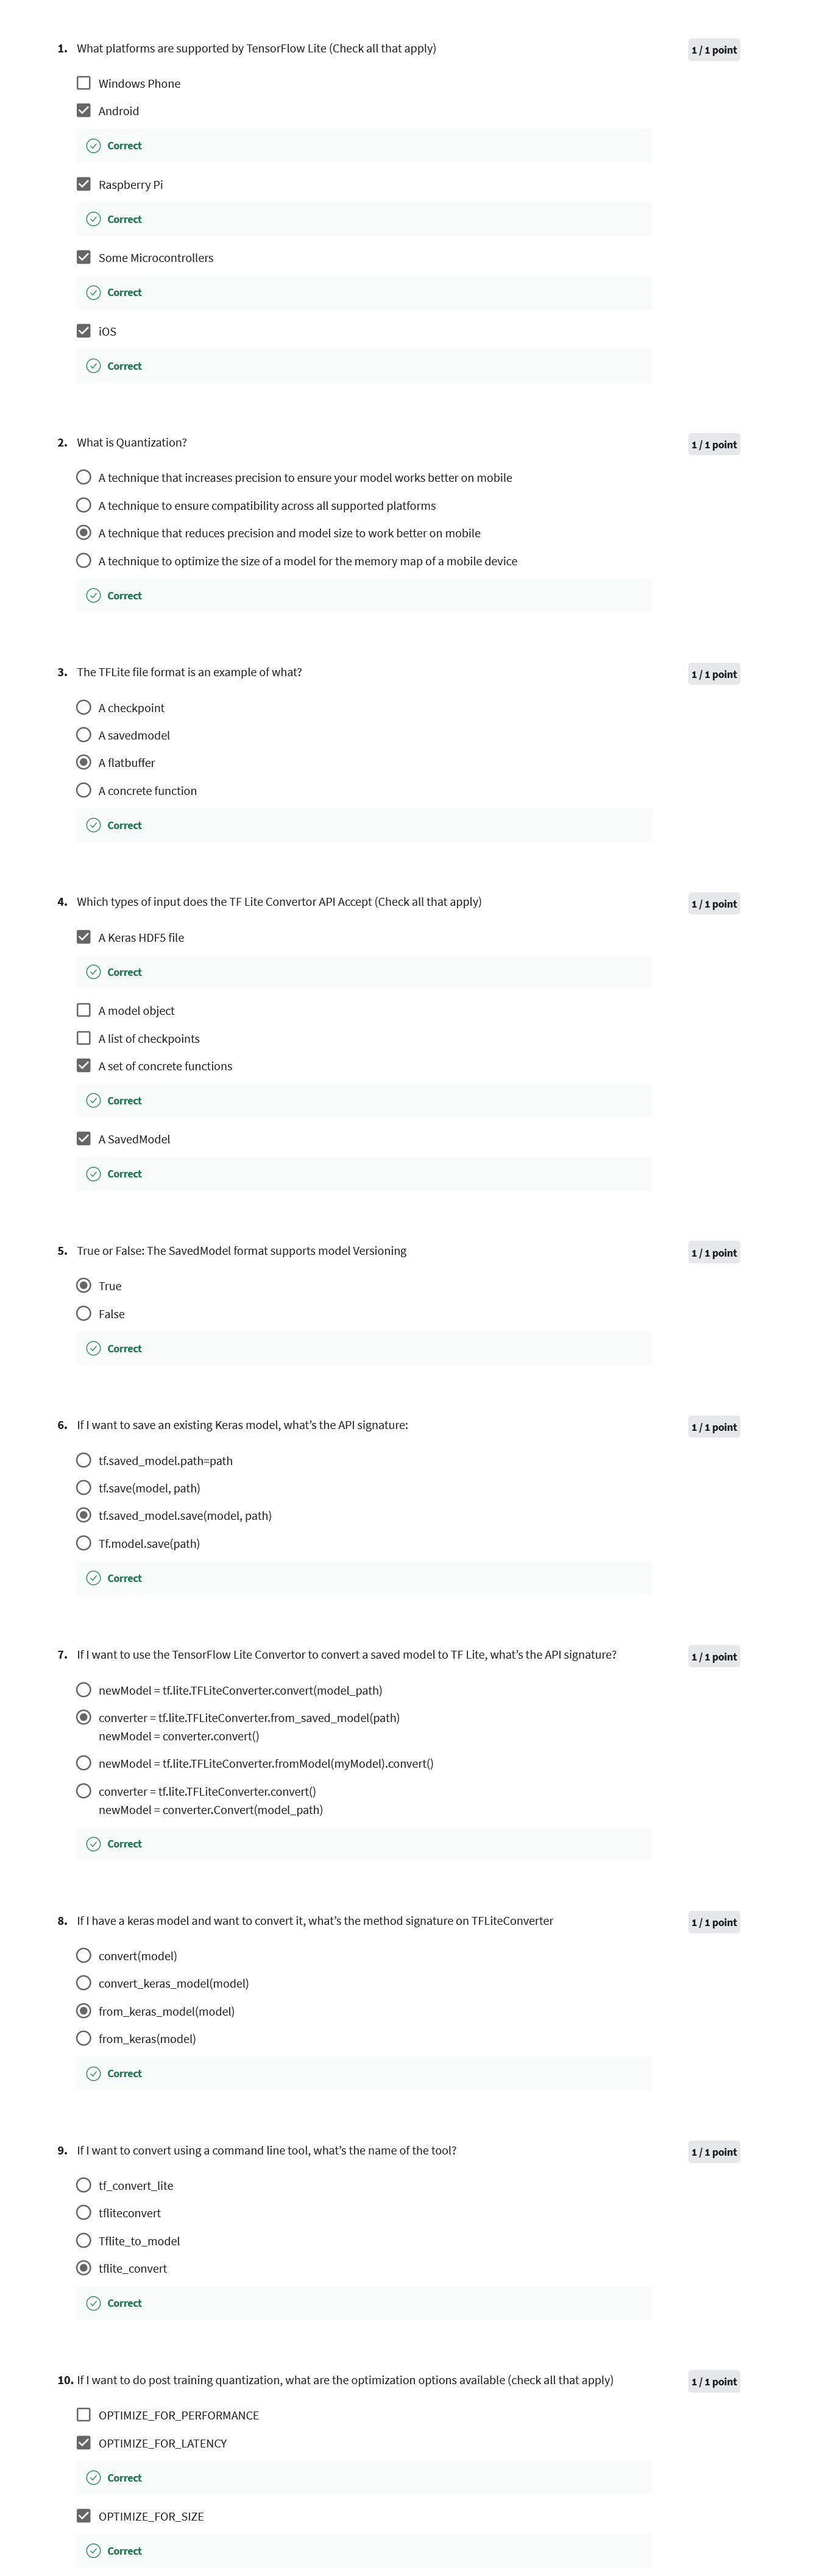 1. What platforms are supported by TensorFlow Lite (Check all that apply)
1 / 1 point
Windows Phone
Android
Correct
Raspberry Pi
Correct
Some Microcontrollers
Correct
iOS
Correct
2. What is Quantization?
1 / 1 point
A technique that increases precision to ensure your model works better on mobile
A technique to ensure compatibility across all supported platforms
A technique that reduces precision and model size to work better on mobile
A technique to optimize the size of a model for the memory map of a mobile device
Correct
3. The TFLite file format is an example of what?
1 / 1 point
A checkpoint
A savedmodel
A flatbuffer
A concrete function
Correct
4. Which types of input does the TF Lite Convertor API Accept (Check all that apply)
1 / 1 point
A Keras HDF5 file
Correct
A model object
A list of checkpoints
A set of concrete functions
Correct
A SavedModel
Correct
5. True or False: The SavedModel format supports model Versioning
1 / 1 point
True
False
Correct
6. If I want to save an existing Keras model, what’s the API signature:
1 / 1 point
tf.saved_model.path=path
tf.save(model, path)
tf.saved_model.save(model, path)
Tf.model.save(path)
Correct
7. If I want to use the TensorFlow Lite Convertor to convert a saved model to TF Lite, what’s the API signature?
1 / 1 point
newModel = tf.lite.TFLiteConverter.convert(model_path)
converter = tf.lite.TFLiteConverter.from_saved_model(path)
newModel = converter.convert()
newModel = tf.lite.TFLiteConverter.fromModel(myModel).convert()
converter = tf.lite.TFLiteConverter.convert()
newModel = converter.Convert(model_path)
Correct
8. If I have a keras model and want to convert it, what’s the method signature on TFLiteConverter
1 / 1 point
convert(model)
convert_keras_model(model)
from_keras_model(model)
from_keras(model)
Correct
9. If I want to convert using a command line tool, what’s the name of the tool?
1 / 1 point
tf_convert_lite
tfliteconvert
Tflite_to_model
tflite_convert
Correct
10. If I want to do post training quantization, what are the optimization options available (check all that apply)
1 / 1 point
OPTIMIZE_FOR_PERFORMANCE
OPTIMIZE_FOR_LATENCY
Correct
OPTIMIZE_FOR_SIZE
Correct